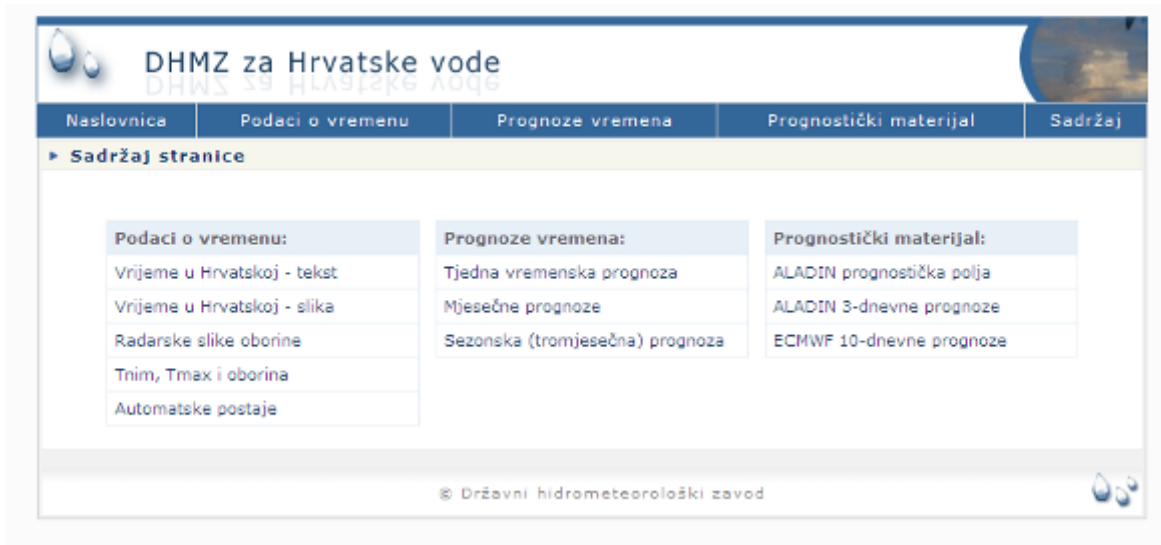 DHMZ za Hrvatske vode
Naslovnica Podaci o vremenu Prognoze vremena Prognostički materijal Sadržaj
Sadržaj stranice
Podaci o vremenu: Prognoze vremena: Prognostički materijal:
Vrijeme u Hrvatskoj - tekst Tjedna vremenska prognoza ALADIN prognostička polja
Vrijeme u Hrvatskoj - slika Mjesečne prognoze ALADIN 3-dnevne prognoze
Radarske slike oborine Sezonska (tromjesečna) prognoza ECMWF 10-dnevne prognoze
Tnim, Tmax i oborina
Automatske postaje
© Državni hidrometeorološki zavod